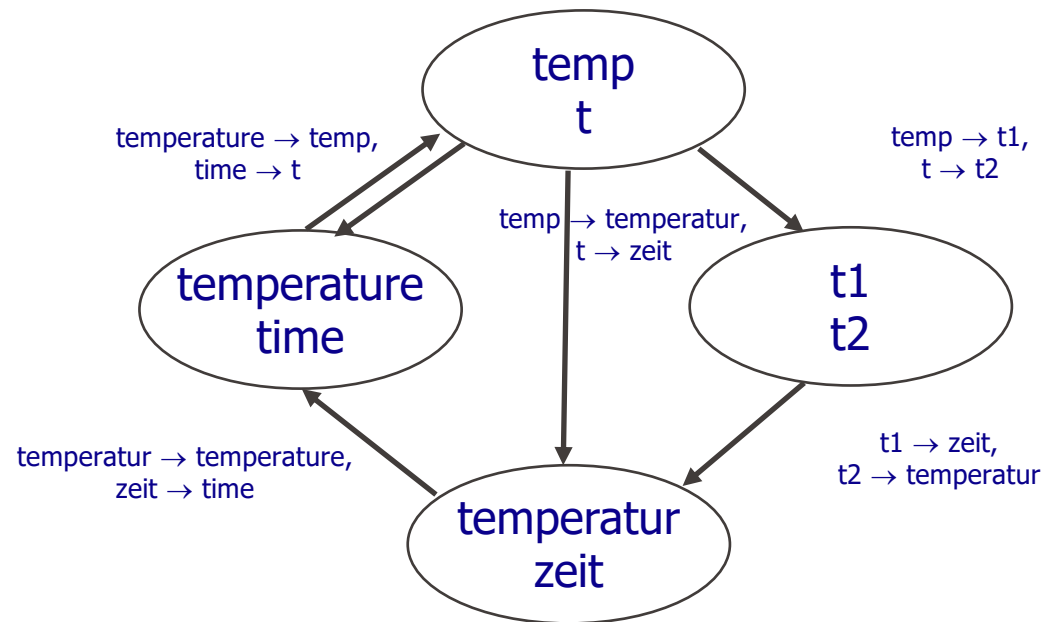 temp
t
temperature → temp,
time → t
temp → t1,
t → t2
temp → temperatur,
t → zeit
temperature
time
t1
t2
temperatur → temperature,
zeit → time
t1 → zeit,
t2 → temperatur
temperatur
zeit